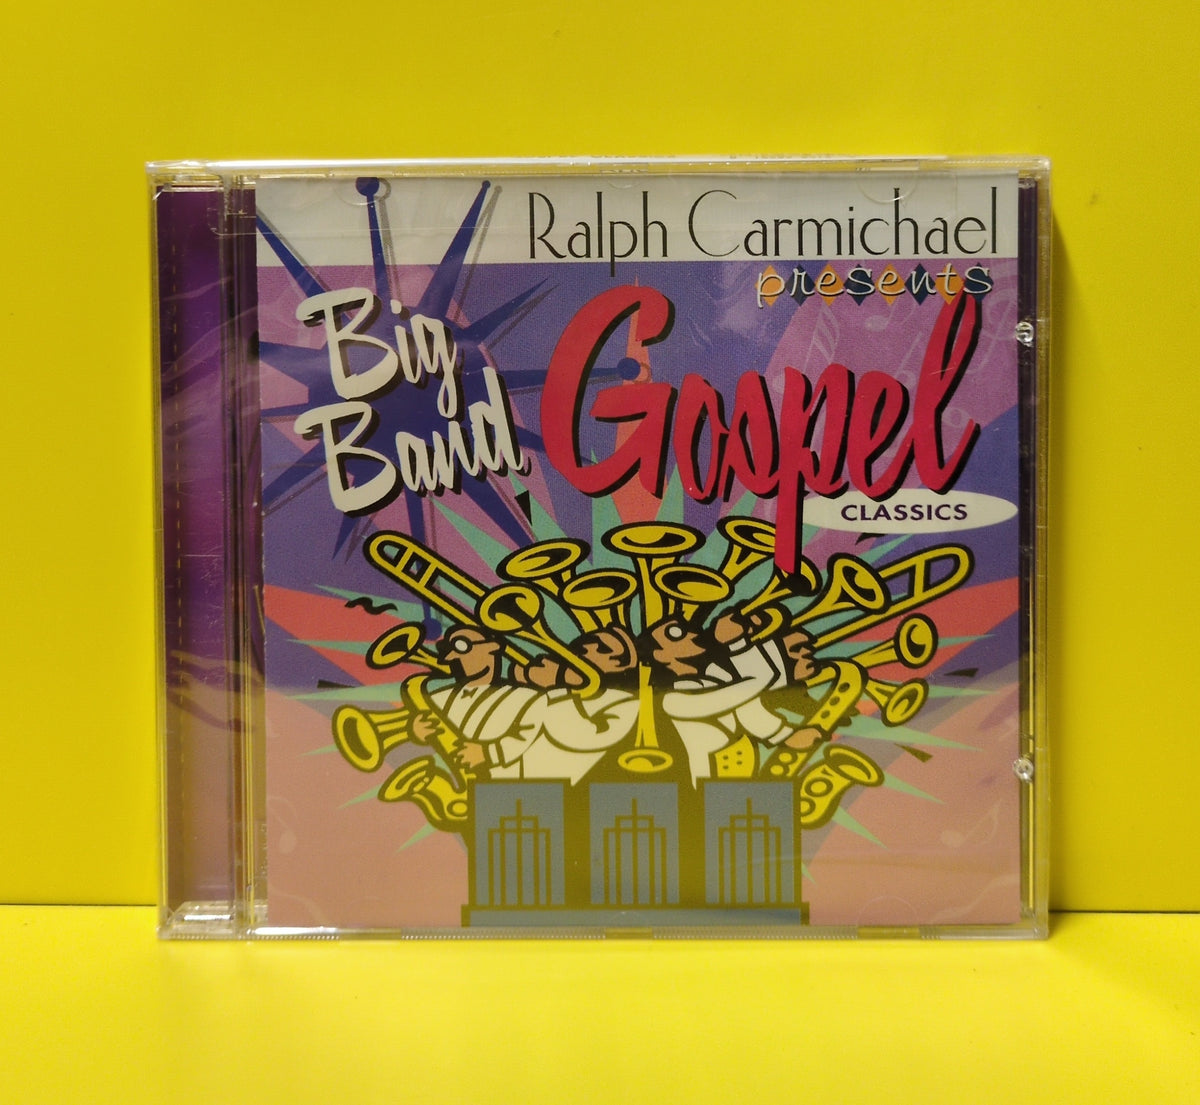 Ralph Carmichael
presents
Big
Band
Gospel
CLASSICS